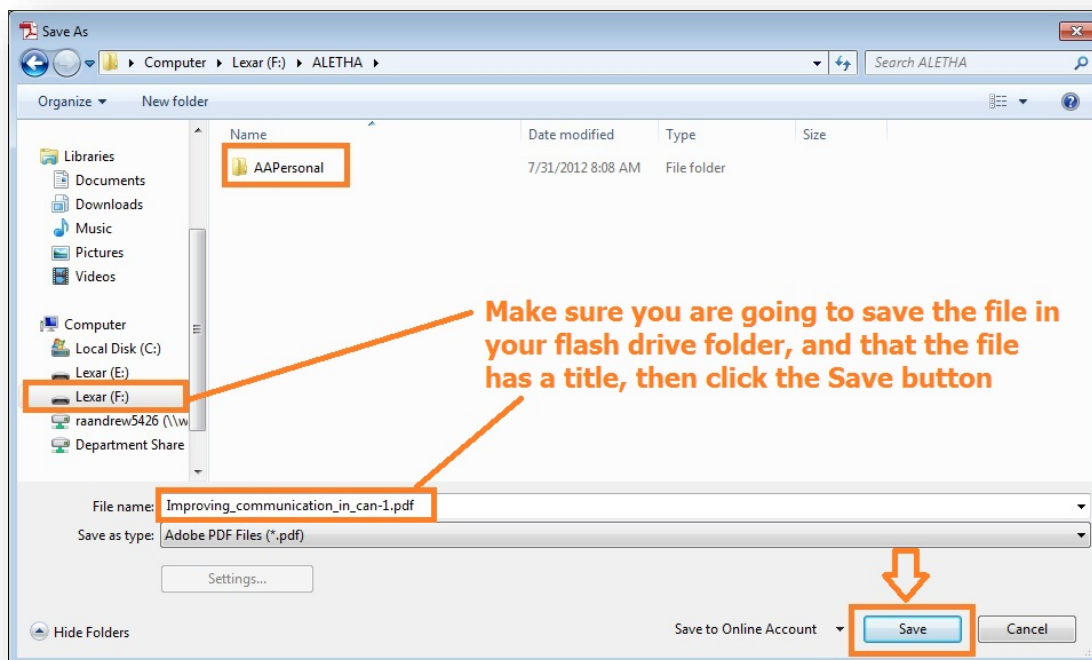 Save As
Computer ▸ Lexar (F:) ▸ ALETHA ▸
Search ALETHA
Organize
New folder
Name
Date modified
Type
Size
AAPersonal
7/31/2012 8:08 AM
File folder
Libraries
Documents
Downloads
Music
Pictures
Videos
Computer
Local Disk (C:)
Lexar (E:)
Lexar (F:)
raandrew5426 (\\w
Department Share
Make sure you are going to save the file in
your flash drive folder, and that the file
has a title, then click the Save button
File name: Improving_communication_in_can-1.pdf
Save as type: Adobe PDF Files (*.pdf)
Settings...
Hide Folders
Save to Online Account
Save
Cancel